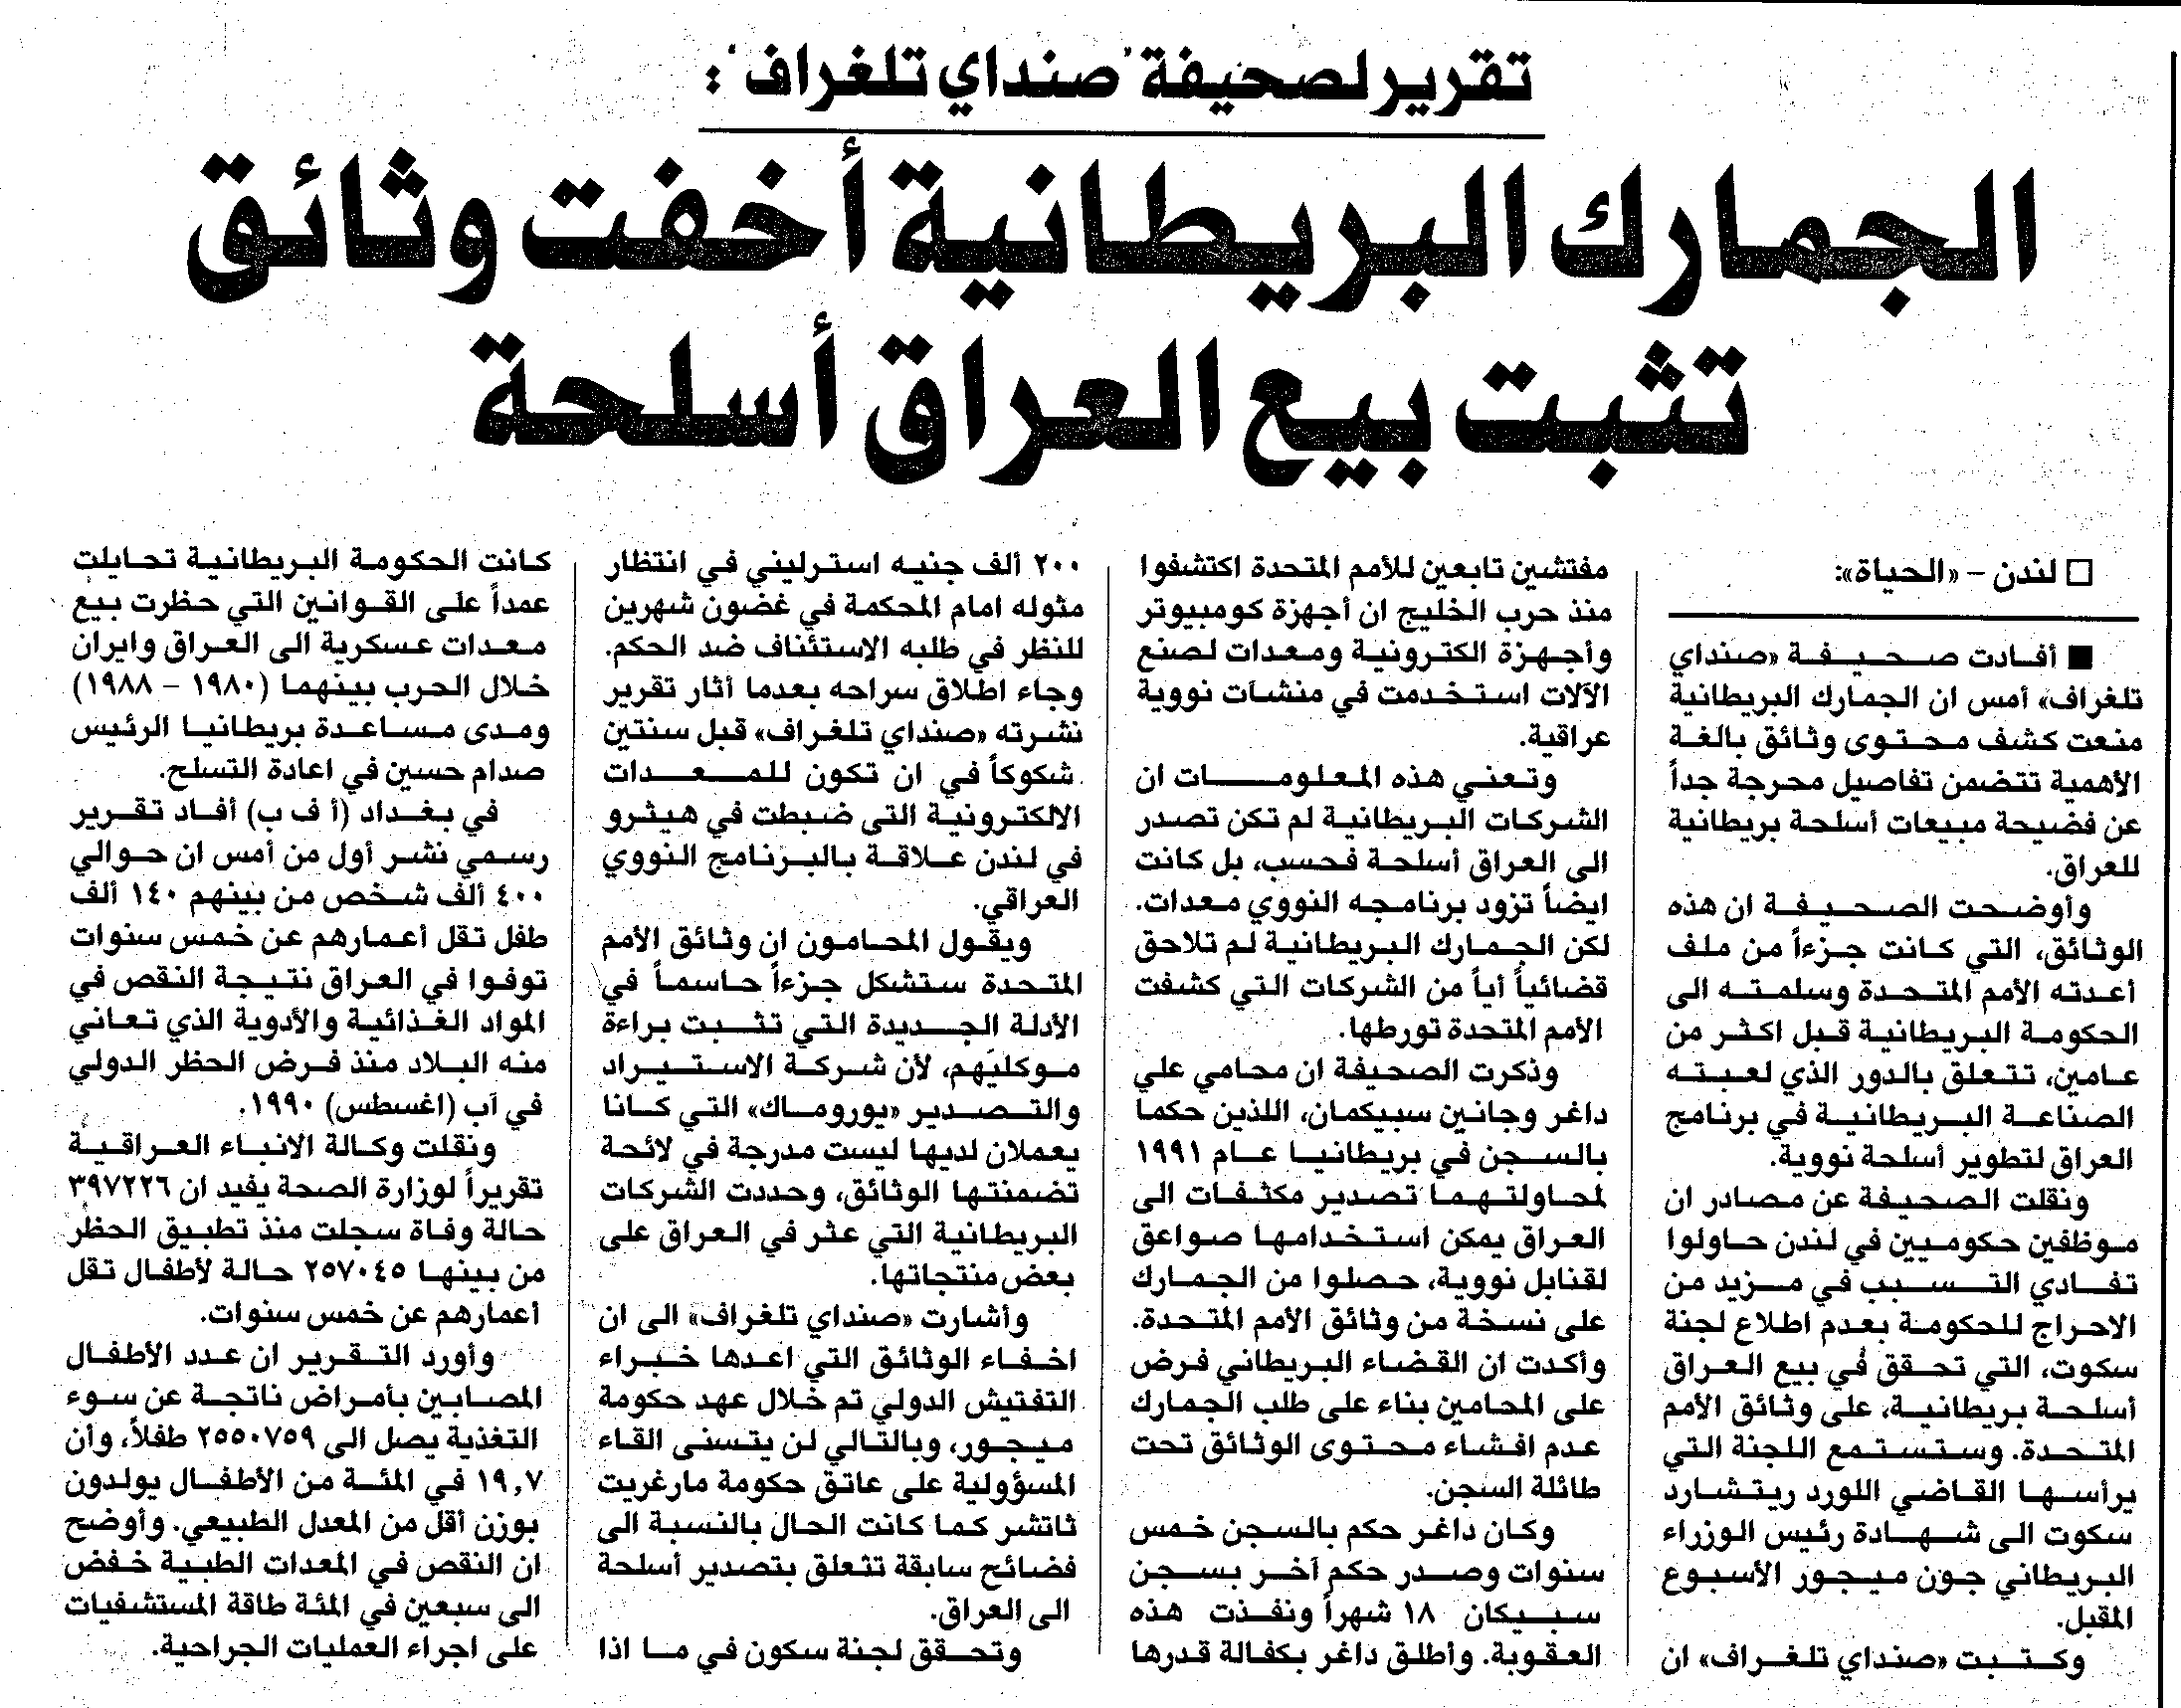 تقرير لصحيفة "صنداي تلغراف":
الجمارك البريطانية أخفت وثائق
تثبت بيع العراق أسلحة
□ لندن – «الحياة»:
■ أفادت صحيفة «صنداي
تلغراف» أمس ان الجمارك البريطانية
منعت كشف محتوى وثائق بالغة
الأهمية تتضمن تفاصيل محرجة جداً
عن فضيحة مبيعات أسلحة بريطانية
للعراق.
وأوضحت الصحيفة ان هذه
الوثائق، التي كانت جزءاً من ملف
أعدته الأمم المتحدة وسلمته الى
الحكومة البريطانية قبل اكثر من
عامين، تتعلق بالدور الذي لعبته
الصناعة البريطانية في برنامج
العراق لتطوير أسلحة نووية.
ونقلت الصحيفة عن مصادر ان
موظفين حكوميين في لندن حاولوا
تفادي التسبب في مزيد من
الاحراج للحكومة بعدم اطلاع لجنة
سكوت، التي تحقق في بيع العراق
أسلحة بريطانية، على وثائق الأمم
المتحدة. وستستمع اللجنة التي
يرأسها القاضي اللورد ريتشارد
سكوت الى شهادة رئيس الوزراء
البريطاني جون ميجور الأسبوع
المقبل.
وكتبت «صنداي تلغراف» ان
مفتشين تابعين للأمم المتحدة اكتشفوا
منذ حرب الخليج ان أجهزة كومبيوتر
وأجهزة الكترونية ومعدات لصنع
الآلات استخدمت في منشآت نووية
عراقية.
وتعني هذه المعلومات ان
الشركات البريطانية لم تكن تصدر
الى العراق أسلحة فحسب، بل كانت
ايضاً تزود برنامجه النووي معدات.
لكن الجمارك البريطانية لم تلاحق
قضائياً أياً من الشركات التي كشفت
الأمم المتحدة تورطها.
وذكرت الصحيفة ان محامي علي
داغر وجانين سبيكمان، اللذين حكما
بالسجن في بريطانيا عام ١٩٩١
لمحاولتهما تصدير مكثفات الى
العراق يمكن استخدامها صواعق
لقنابل نووية، حصلوا من الجمارك
على نسخة من وثائق الأمم المتحدة.
وأكدت ان القضاء البريطاني فرض
على المحامين بناء على طلب الجمارك
عدم افشاء محتوى الوثائق تحت
طائلة السجن.
وكان داغر حكم بالسجن خمس
سنوات وصدر حكم آخر بسجن
سبيكان ١٨ شهراً ونفذت هذه
العقوبة. وأطلق داغر بكفالة قدرها
٢٠٠ ألف جنيه استرليني في انتظار
مثوله امام المحكمة في غضون شهرين
للنظر في طلبه الاستئناف ضد الحكم.
وجاء اطلاق سراحه بعدما أثار تقرير
نشرته «صنداي تلغراف» قبل سنتين
شكوكاً في ان تكون للمعدات
الالكترونية التى ضبطت في هيثرو
في لندن علاقة بالبرنامج النووي
العراقي.
ويقول المحامون ان وثائق الأمم
المتحدة ستشكل جزءاً حاسماً في
الأدلة الجديدة التي تثبت براءة
موكليهم، لأن شركة الاستيراد
والتصدير «يوروماك» التي كانا
يعملان لديها ليست مدرجة في لائحة
تضمنتها الوثائق، وحددت الشركات
البريطانية التي عثر في العراق على
بعض منتجاتها.
وأشارت «صنداي تلغراف» الى ان
اخفاء الوثائق التي اعدها خبراء
التفتيش الدولي تم خلال عهد حكومة
ميجور، وبالتالي لن يتسنى القاء
المسؤولية على عاتق حكومة مارغريت
ثاتشر كما كانت الحال بالنسبة الى
فضائح سابقة تتعلق بتصدير أسلحة
الى العراق.
وتحقق لجنة سكون في ما اذا
كانت الحكومة البريطانية تحايلت
عمداً على القوانين التي حظرت بيع
معدات عسكرية الى العراق وايران
خلال الحرب بينهما (١٩٨٠ – ١٩٨٨)
ومدى مساعدة بريطانيا الرئيس
صدام حسين في اعادة التسلح.
في بغداد (أ ف ب) أفاد تقرير
رسمي نشر أول من أمس ان حوالي
٤٠٠ ألف شخص من بينهم ١٤٠ ألف
طفل تقل أعمارهم عن خمس سنوات
توفوا في العراق نتيجة النقص في
المواد الغذائية والأدوية الذي تعاني
منه البلاد منذ فرض الحظر الدولي
في آب (اغسطس) ١٩٩٠.
ونقلت وكالة الانباء العراقية
تقريراً لوزارة الصحة يفيد ان ٣٩٧٢٢٦
حالة وفاة سجلت منذ تطبيق الحظر
من بينها ٢٥٧٠٤٥ حالة لأطفال تقل
أعمارهم عن خمس سنوات.
وأورد التقرير ان عدد الأطفال
المصابين بأمراض ناتجة عن سوء
التغذية يصل الى ٢٥٥٠٧٥٩ طفلاً، وأن
١٩,٧ في المئة من الأطفال يولدون
بوزن أقل من المعدل الطبيعي. وأوضح
ان النقص في المعدات الطبية خفض
الى سبعين في المئة طاقة المستشفيات
على اجراء العمليات الجراحية.